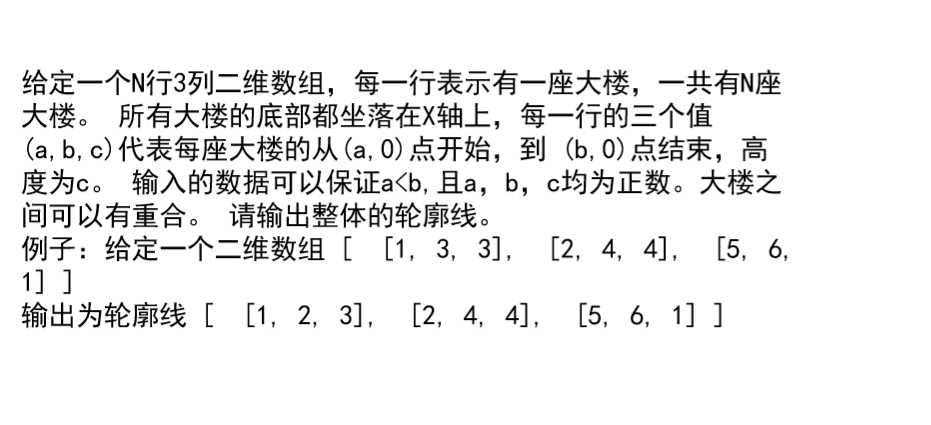 给定一个N行3列二维数组，每一行表示有一座大楼，一共有N座
大楼。 所有大楼的底部都坐落在X轴上，每一行的三个值
(a,b,c)代表每座大楼的从(a,0)点开始，到 (b,0)点结束，高
度为c。 输入的数据可以保证a<b,且a，b，c均为正数。大楼之
间可以有重合。 请输出整体的轮廓线。
例子：给定一个二维数组 [  [1, 3, 3],  [2, 4, 4],  [5, 6,
1] ]
输出为轮廓线 [  [1, 2, 3],  [2, 4, 4],  [5, 6, 1] ]